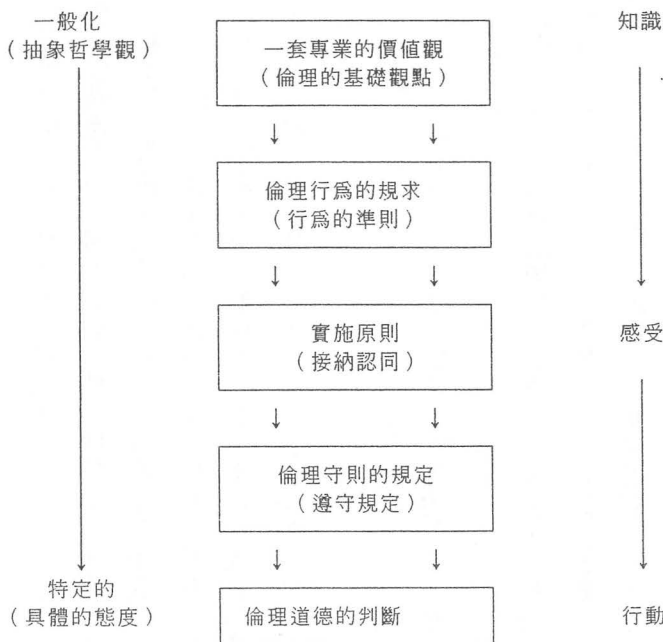 一般化
(抽象哲學觀)
一套專業的價值觀
(倫理的基礎觀點)
知識
倫理行爲的規求
(行爲的準則)
實施原則
(接納認同)
感受
倫理守則的規定
(遵守規定)
特定的
(具體的態度)
倫理道德的判斷
行動